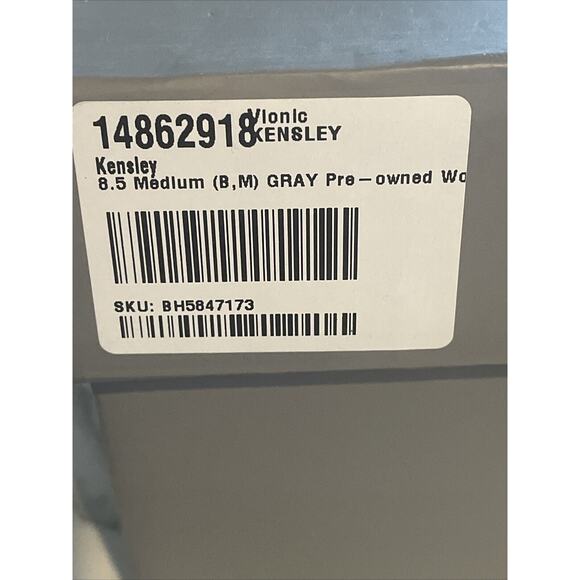 14862918 Vionic
KENSLEY
Kensley
8.5 Medium (B,M) GRAY Pre-owned Wo
SKU: BH5847173